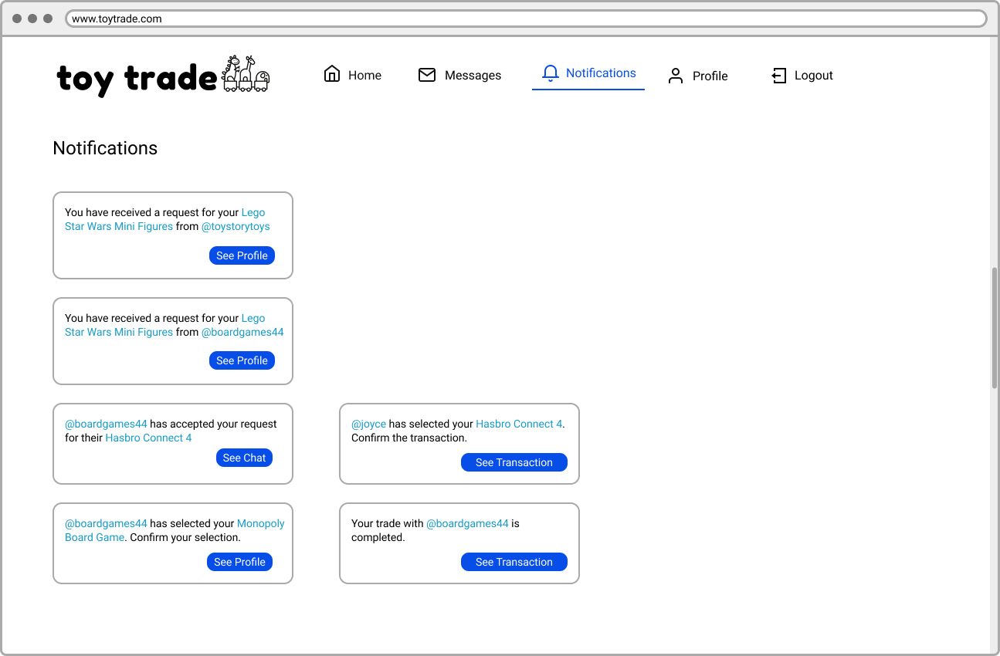 www.toytrade.com
toy trade
Home
Messages
Notifications
Profile
Logout
Notifications
You have received a request for your Lego
Star Wars Mini Figures from @toystorytoys
See Profile
You have received a request for your Lego
Star Wars Mini Figures from @boardgames44
See Profile
@boardgames44 has accepted your request
for their Hasbro Connect 4
See Chat
@joyce has selected your Hasbro Connect 4.
Confirm the transaction.
See Transaction
@boardgames44 has selected your Monopoly
Board Game. Confirm your selection.
See Profile
Your trade with @boardgames44 is
completed.
See Transaction